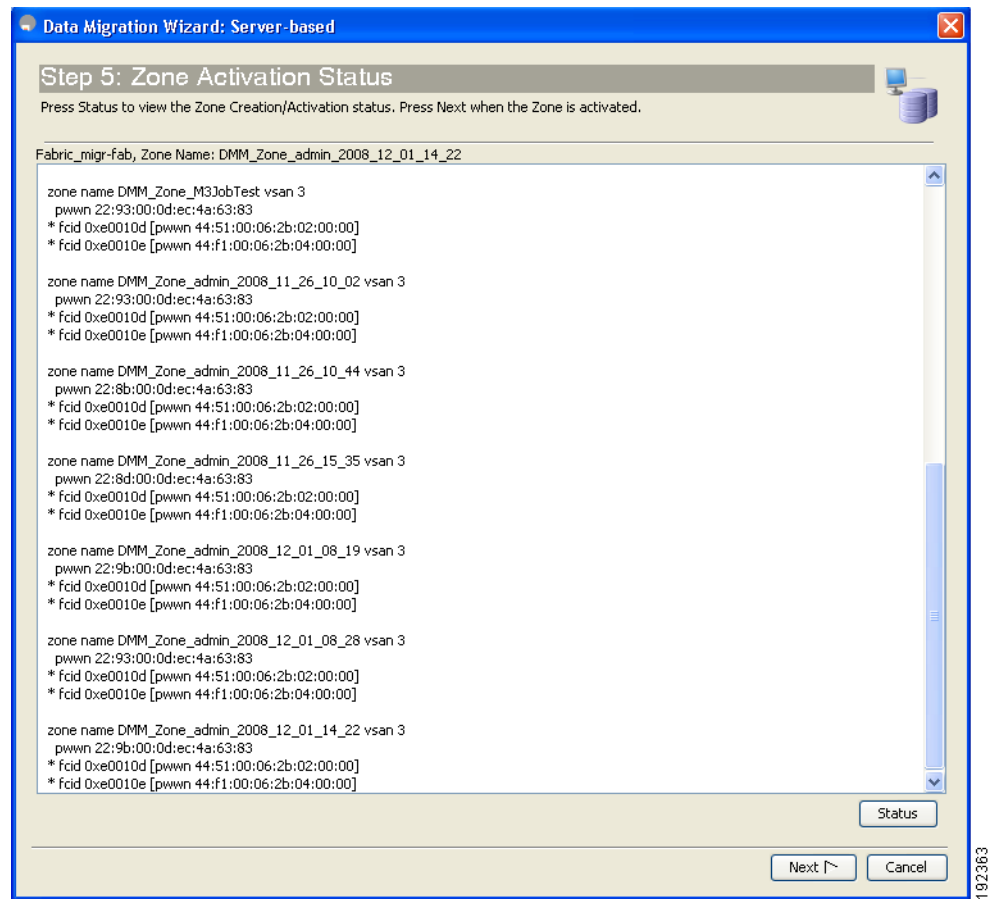 Data Migration Wizard: Server-based
Step 5: Zone Activation Status
Press Status to view the Zone Creation/Activation status. Press Next when the Zone is activated.
Fabric_migr-fab, Zone Name: DMM_Zone_admin_2008_12_01_14_22
zone name DMM_Zone_M3JobTest vsan 3
pwwn 22:93:00:0d:ec:4a:63:83
* fcid 0xe0010d [pwwn 44:51:00:06:2b:02:00:00]
* fcid 0xe0010e [pwwn 44:f1:00:06:2b:04:00:00]
zone name DMM_Zone_admin_2008_11_26_10_02 vsan 3
pwwn 22:93:00:0d:ec:4a:63:83
* fcid 0xe0010d [pwwn 44:51:00:06:2b:02:00:00]
* fcid 0xe0010e [pwwn 44:f1:00:06:2b:04:00:00]
zone name DMM_Zone_admin_2008_11_26_10_44 vsan 3
pwwn 22:8b:00:0d:ec:4a:63:83
* fcid 0xe0010d [pwwn 44:51:00:06:2b:02:00:00]
* fcid 0xe0010e [pwwn 44:f1:00:06:2b:04:00:00]
zone name DMM_Zone_admin_2008_11_26_15_35 vsan 3
pwwn 22:8d:00:0d:ec:4a:63:83
* fcid 0xe0010d [pwwn 44:51:00:06:2b:02:00:00]
* fcid 0xe0010e [pwwn 44:f1:00:06:2b:04:00:00]
zone name DMM_Zone_admin_2008_12_01_08_19 vsan 3
pwwn 22:9b:00:0d:ec:4a:63:83
* fcid 0xe0010d [pwwn 44:51:00:06:2b:02:00:00]
* fcid 0xe0010e [pwwn 44:f1:00:06:2b:04:00:00]
zone name DMM_Zone_admin_2008_12_01_08_28 vsan 3
pwwn 22:93:00:0d:ec:4a:63:83
* fcid 0xe0010d [pwwn 44:51:00:06:2b:02:00:00]
* fcid 0xe0010e [pwwn 44:f1:00:06:2b:04:00:00]
zone name DMM_Zone_admin_2008_12_01_14_22 vsan 3
pwwn 22:9b:00:0d:ec:4a:63:83
* fcid 0xe0010d [pwwn 44:51:00:06:2b:02:00:00]
* fcid 0xe0010e [pwwn 44:f1:00:06:2b:04:00:00]
Status
Next
Cancel
192363